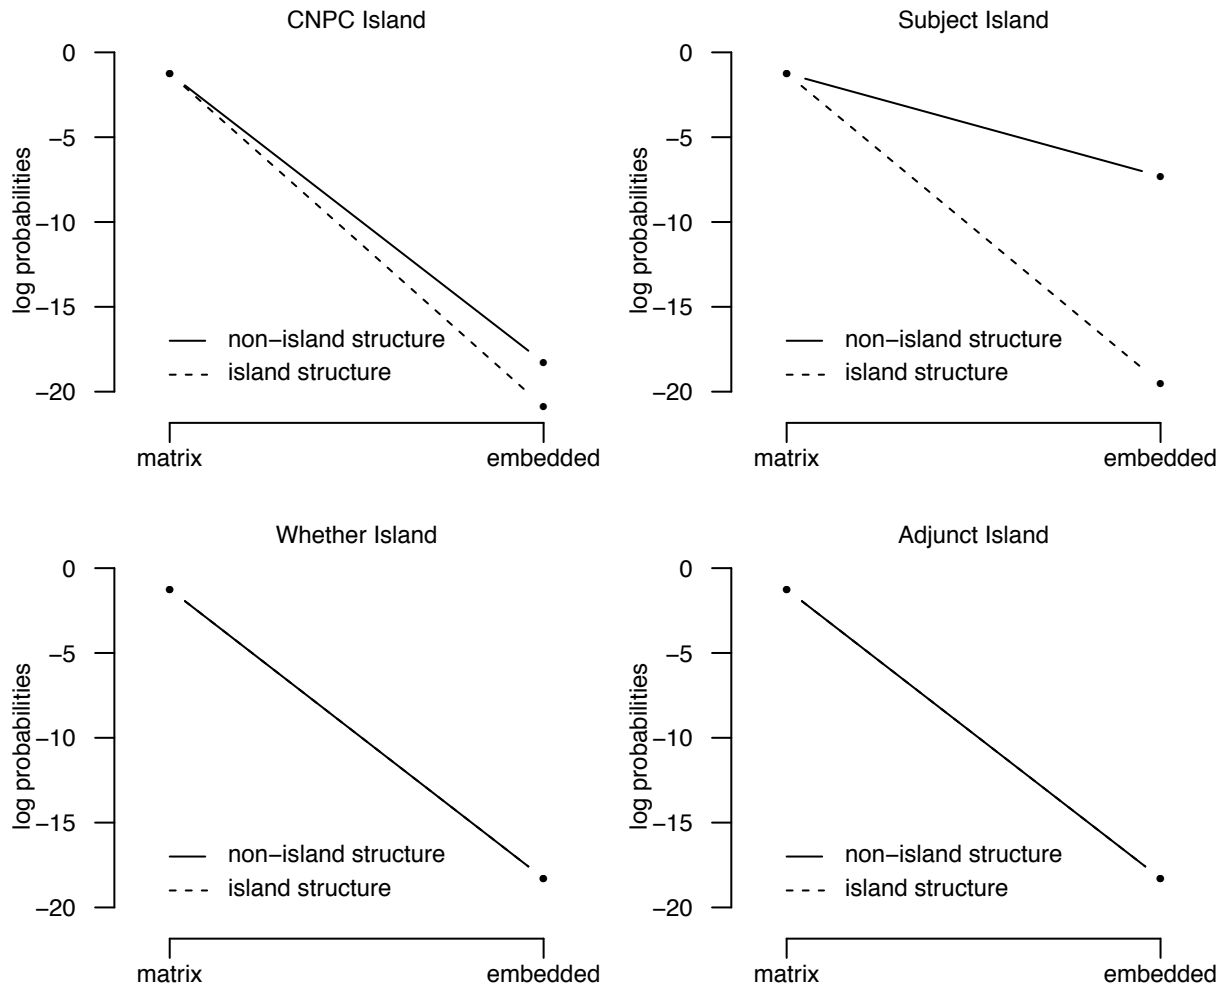 CNPC Island
0
−5
−10
−15
−20
log probabilities
non−island structure
island structure
matrix
embedded
Subject Island
0
−5
−10
−15
−20
log probabilities
non−island structure
island structure
matrix
embedded
Whether Island
0
−5
−10
−15
−20
log probabilities
non−island structure
island structure
matrix
embedded
Adjunct Island
0
−5
−10
−15
−20
log probabilities
non−island structure
island structure
matrix
embedded